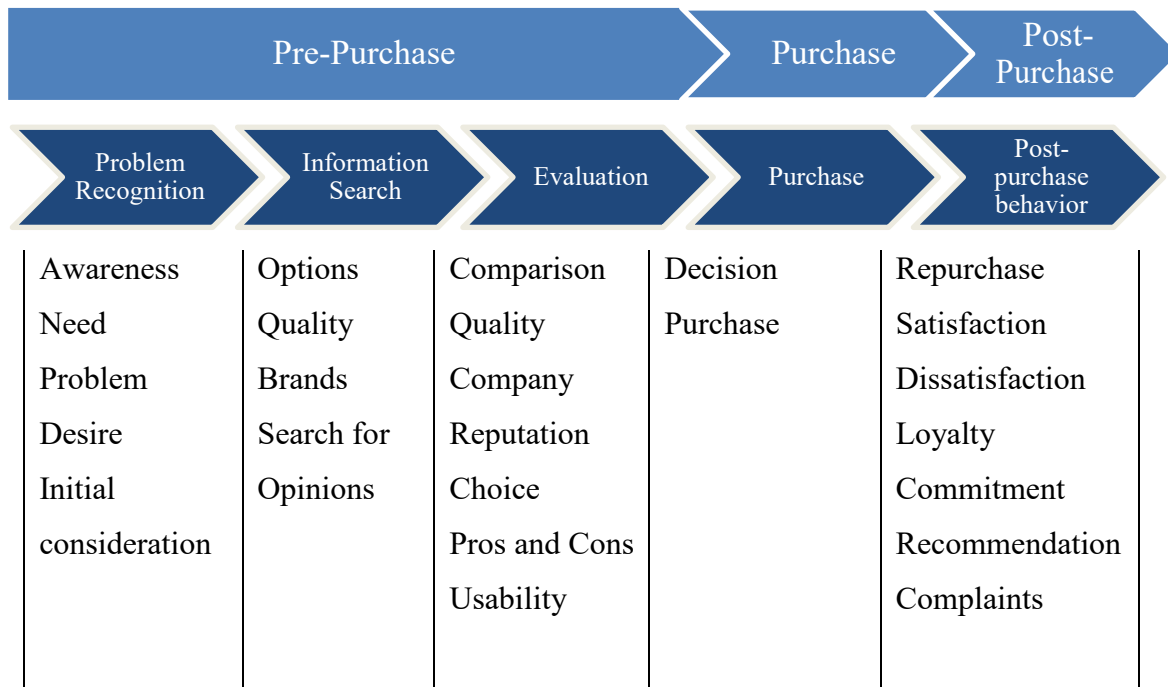 Pre-Purchase
Purchase
Post-
Purchase
Problem
Recognition
Information
Search
Evaluation
Purchase
Post-
purchase
behavior
Awareness
Need
Problem
Desire
Initial
consideration
Options
Quality
Brands
Search for
Opinions
Comparison
Quality
Company
Reputation
Choice
Pros and Cons
Usability
Decision
Purchase
Repurchase
Satisfaction
Dissatisfaction
Loyalty
Commitment
Recommendation
Complaints